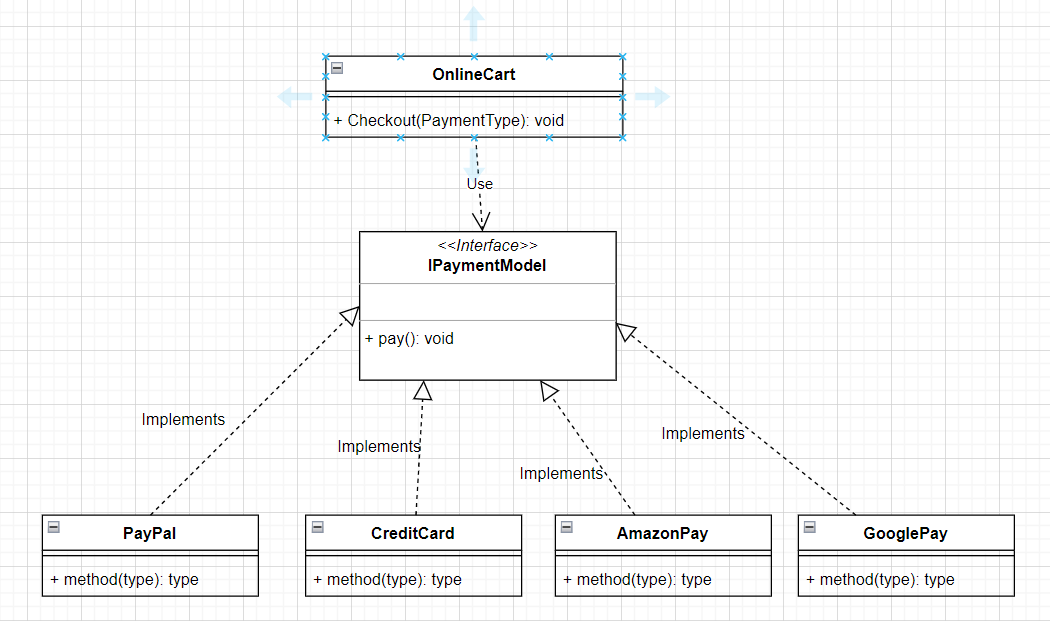 OnlineCart
+ Checkout(PaymentType): void
Use
<<Interface>>
IPaymentModel
+ pay(): void
Implements
Implements
Implements
Implements
PayPal
+ method(type): type
CreditCard
+ method(type): type
AmazonPay
+ method(type): type
GooglePay
+ method(type): type